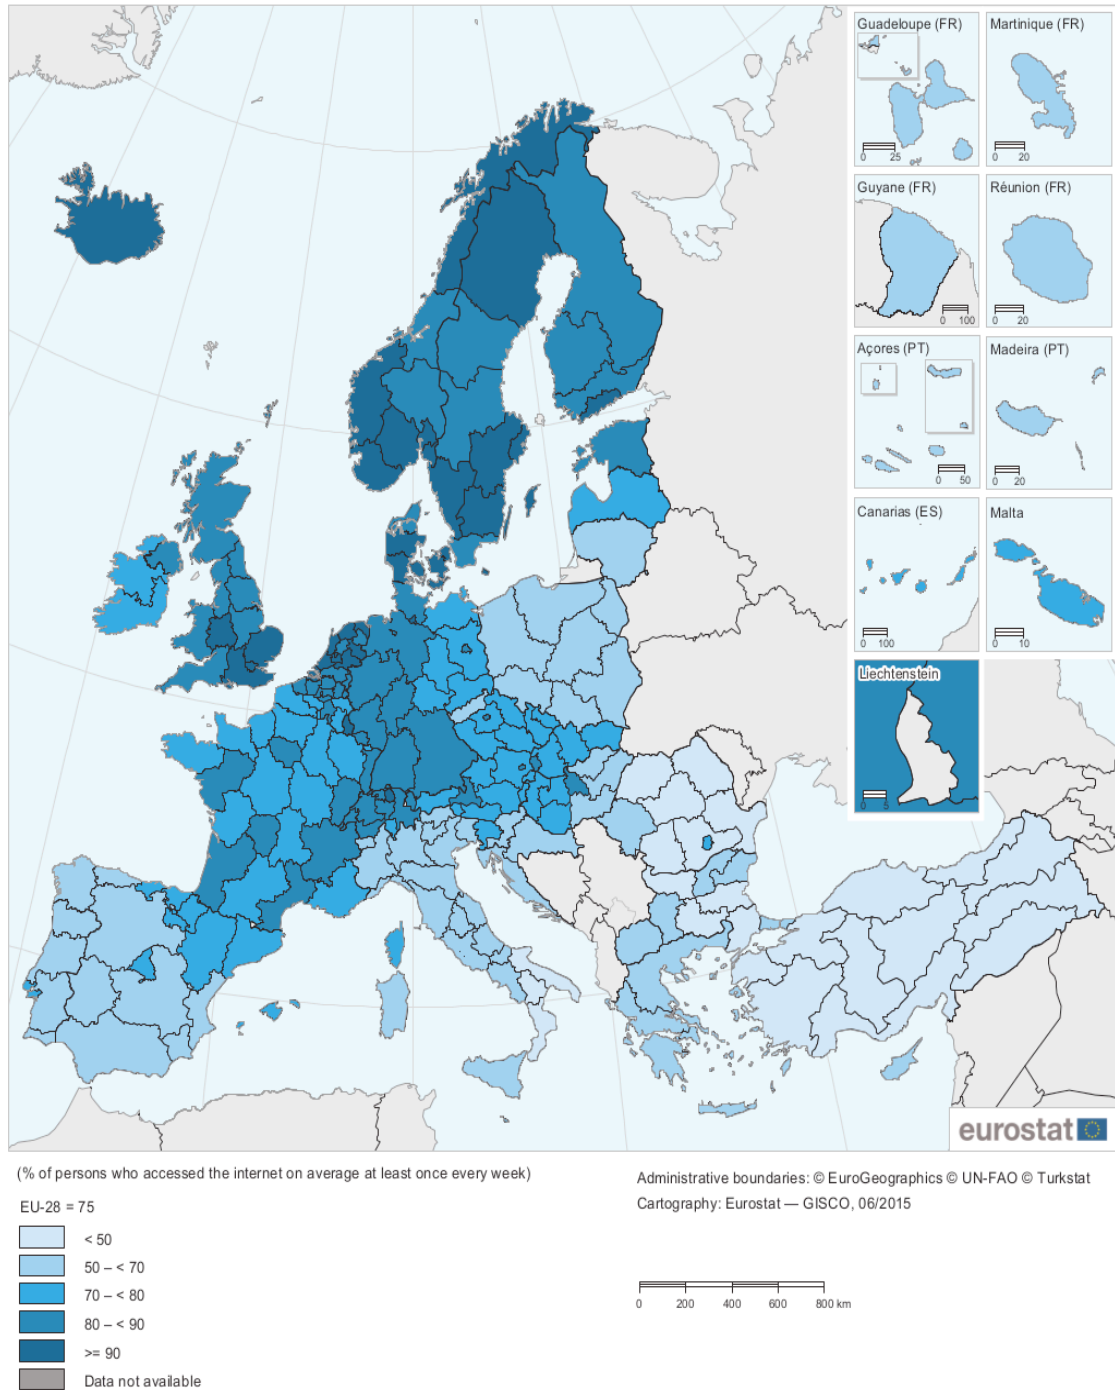 Guadeloupe (FR)
0 25
Martinique (FR)
0 20
Guyane (FR)
0 100
Réunion (FR)
0 20
Açores (PT)
0 50
Madeira (PT)
0 20
Canarias (ES)
0 100
Malta
0 10
Liechtenstein
0 5
eurostat
(% of persons who accessed the internet on average at least once every week)
EU-28 = 75
< 50
50 – < 70
70 – < 80
80 – < 90
>= 90
Data not available
Administrative boundaries: © EuroGeographics © UN-FAO © Turkstat
Cartography: Eurostat — GISCO, 06/2015
0 200 400 600 800 km